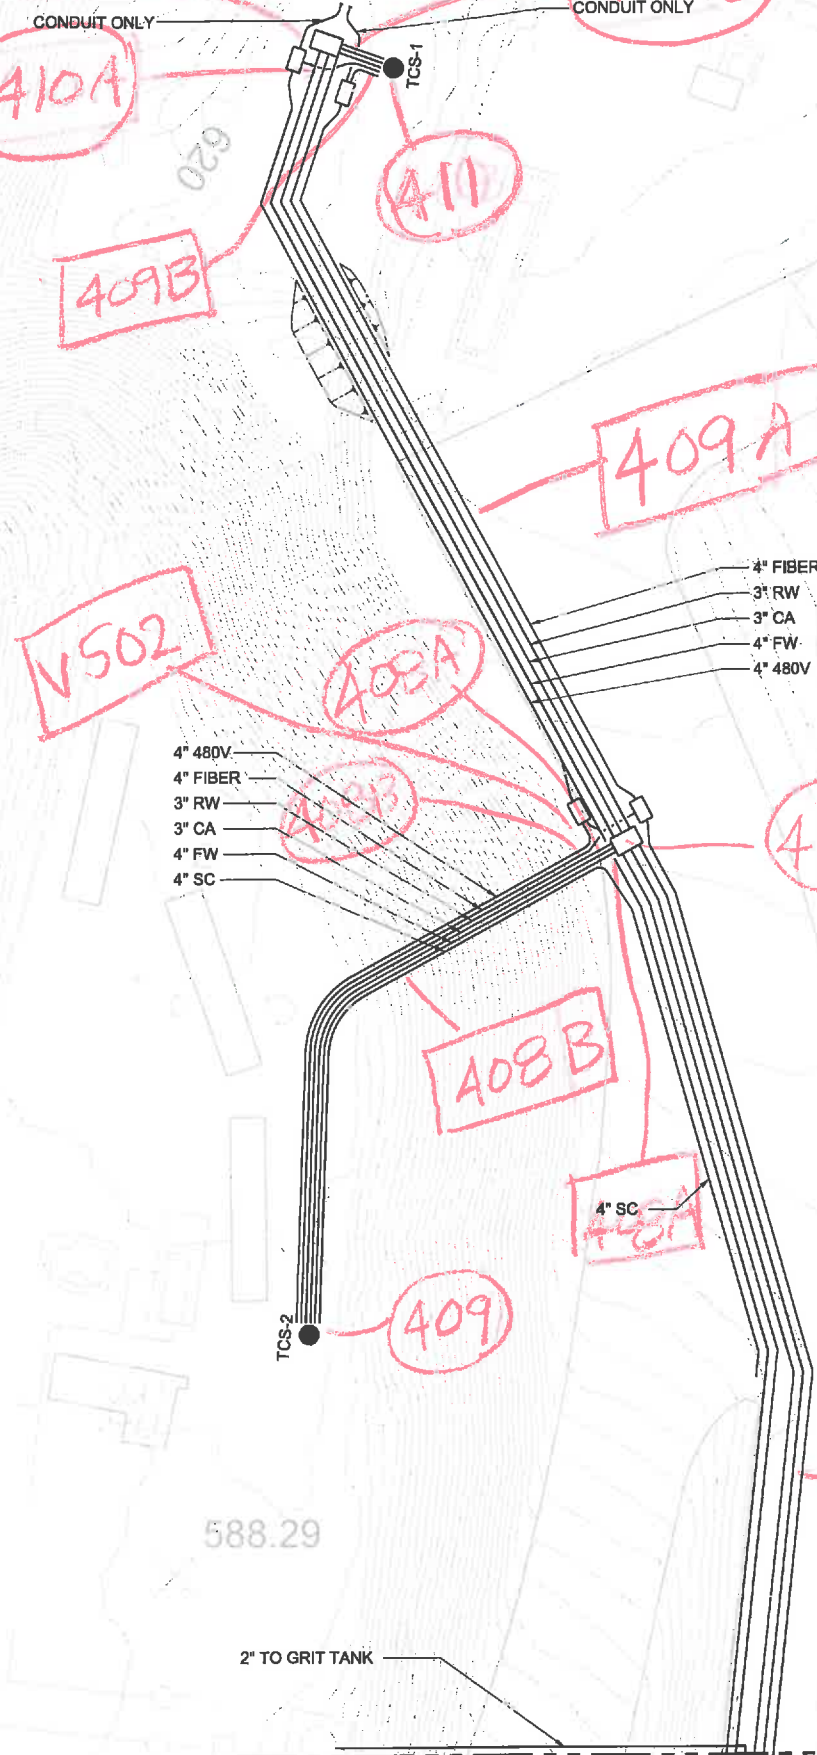 CONDUIT ONLY
CONDUIT ONLY
410A
TCS-1
620
411
409B
409A
4" FIBER
3" RW
3" CA
4" FW
4" 480V
V502
408A
4" 480V
4" FIBER
3" RW
3" CA
4" FW
4" SC
408B
408B
4" SC
408A
TCS-2
409
588.29
2" TO GRIT TANK